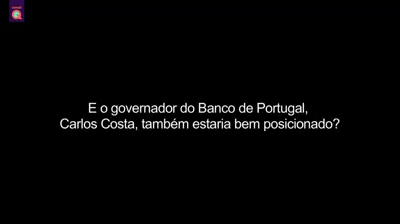 E o governador do Banco de Portugal,
Carlos Costa, também estaria bem posicionado?